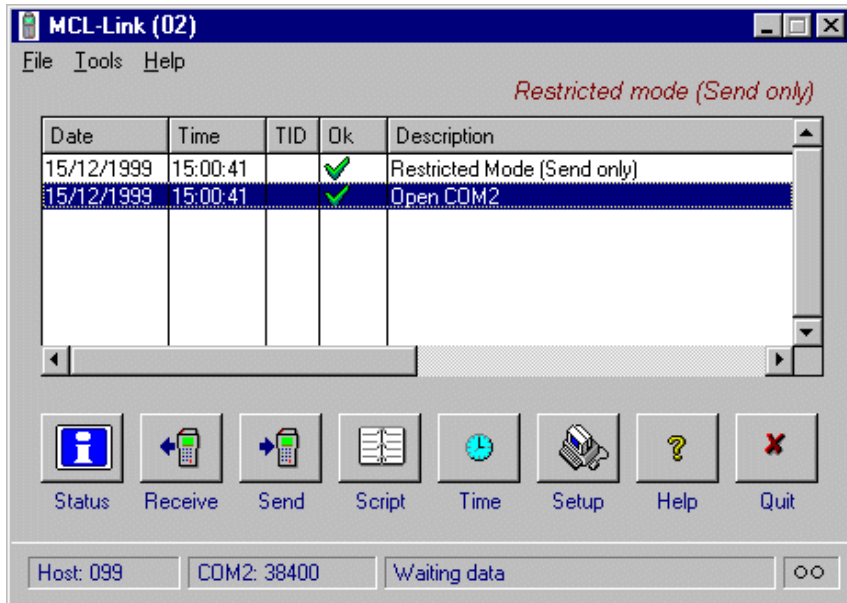 MCL-Link (02)
File Tools Help
Restricted mode (Send only)
Date Time TID Ok Description
15/12/1999 15:00:41 Restricted Mode (Send only)
15/12/1999 15:00:41 Open COM2
Status Receive Send Script Time Setup Help Quit
Host: 099 COM2: 38400 Waiting data